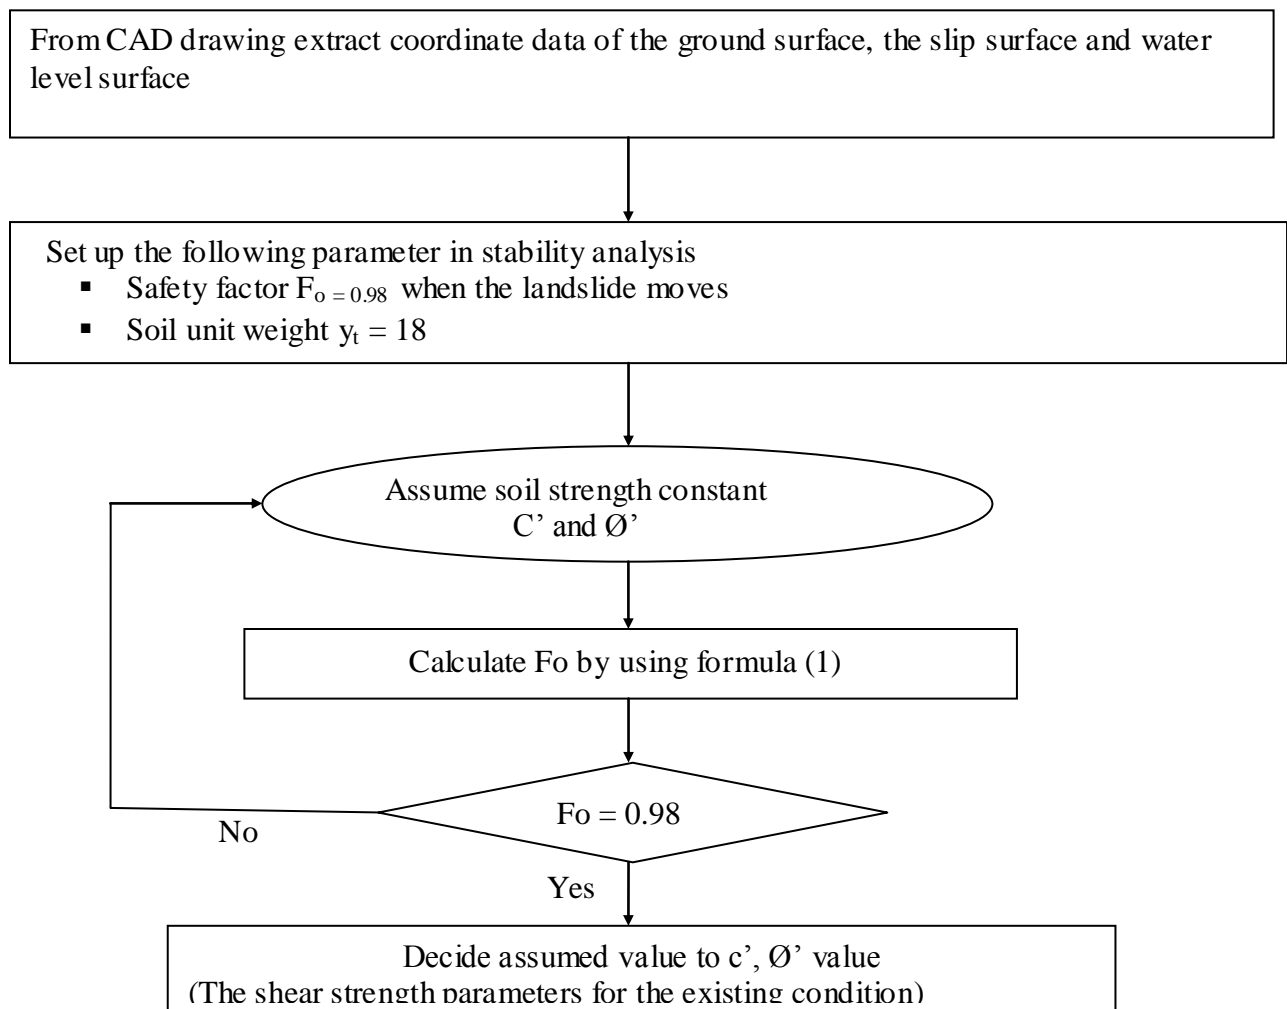 From CAD drawing extract coordinate data of the ground surface, the slip surface and water
level surface
Set up the following parameter in stability analysis
▪ Safety factor Fo = 0.98 when the landslide moves
▪ Soil unit weight yt = 18
Assume soil strength constant
C’ and Ø’
Calculate Fo by using formula (1)
Fo = 0.98
No
Yes
Decide assumed value to c’, Ø’ value
(The shear strength parameters for the existing condition)